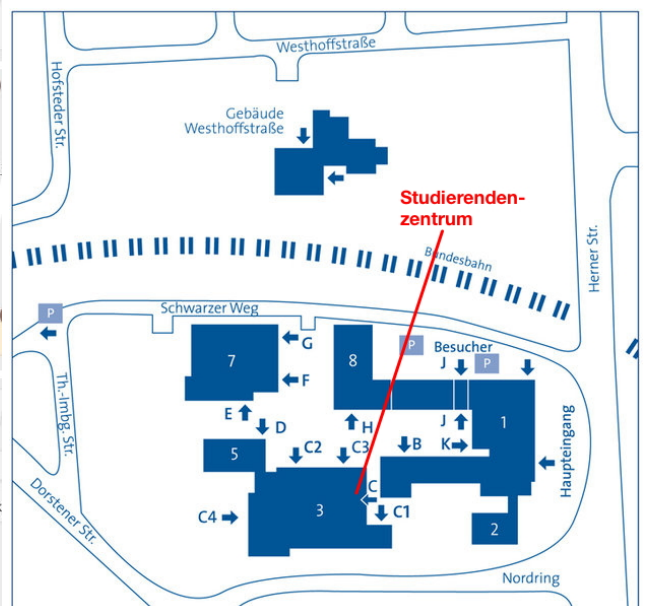 Westhoffstraße
Hofsteder Str.
Gebäude
Westhoffstraße
Studierenden-
zentrum
Bundesbahn
Herner Str.
P
Schwarzer Weg
P
Besucher
P
G
7
8
J
F
Th.-Imbg. Str.
E
D
H
J
1
Haupteingang
5
C2
C3
B
K
Dorstener Str.
C
C4
3
C1
2
Nordring